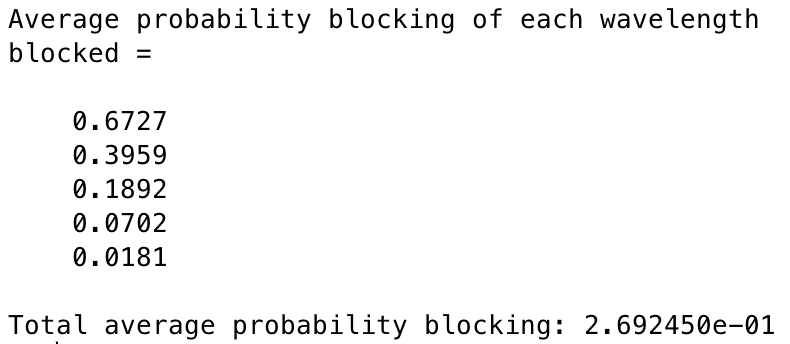 Average probability blocking of each wavelength
blocked =
0.6727
0.3959
0.1892
0.0702
0.0181
Total average probability blocking: 2.692450e-01